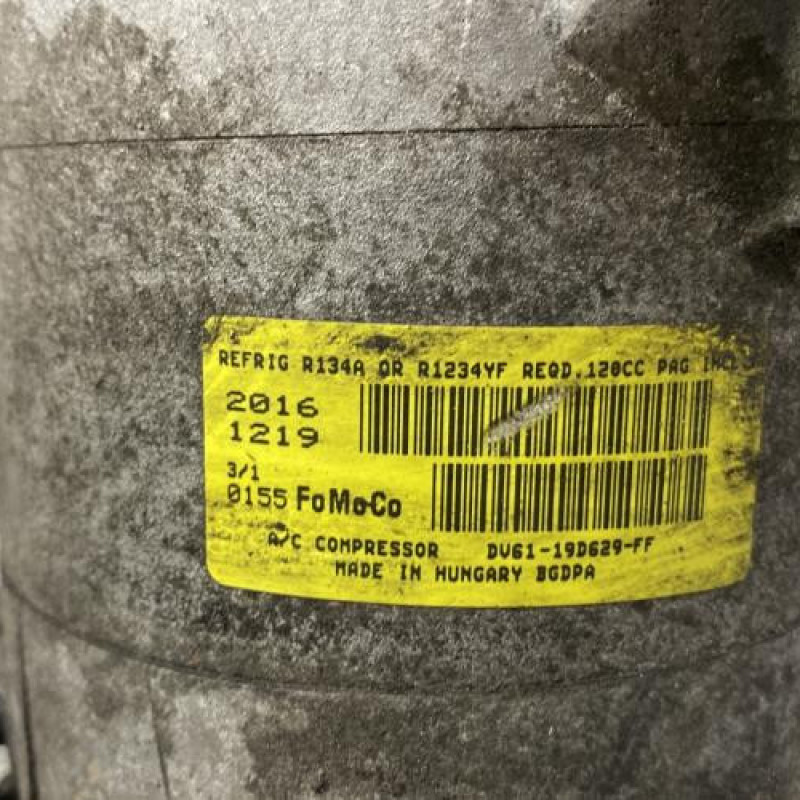 REFRIG R134A OR R1234YF REQD.120CC PAG INCL
2016
1219
3/1
0155 FoMoCo
A/C COMPRESSOR DV61-19D629-FF
MADE IN HUNGARY BGDPA